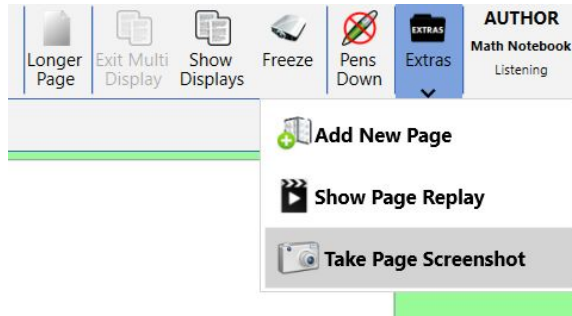 Longer
Page
Exit Multi
Display
Show
Displays
Freeze
Pens
Down
EXTRAS
Extras
AUTHOR
Math Notebook
Listening
Add New Page
Show Page Replay
Take Page Screenshot